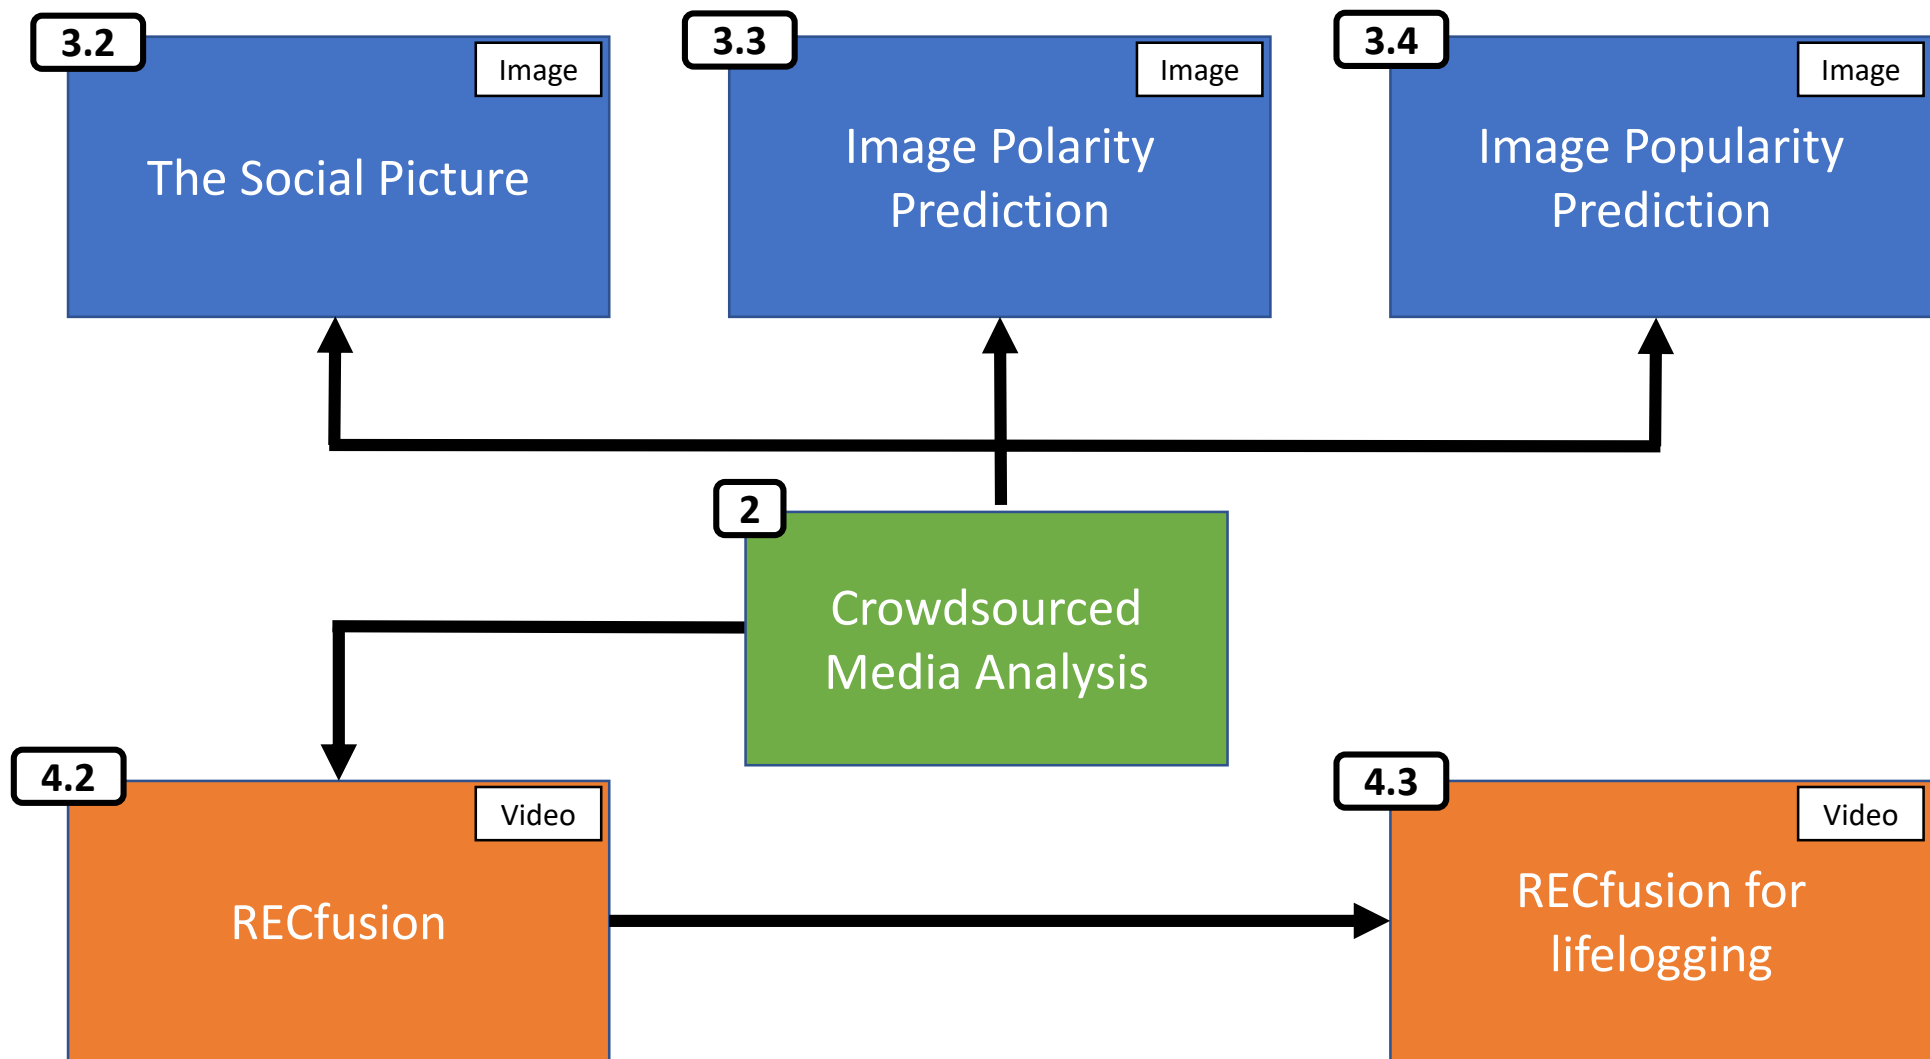 3.2
Image
The Social Picture
3.3
Image
Image Polarity
Prediction
3.4
Image
Image Popularity
Prediction
2
Crowdsourced
Media Analysis
4.2
Video
RECfusion
4.3
Video
RECfusion for
lifelogging